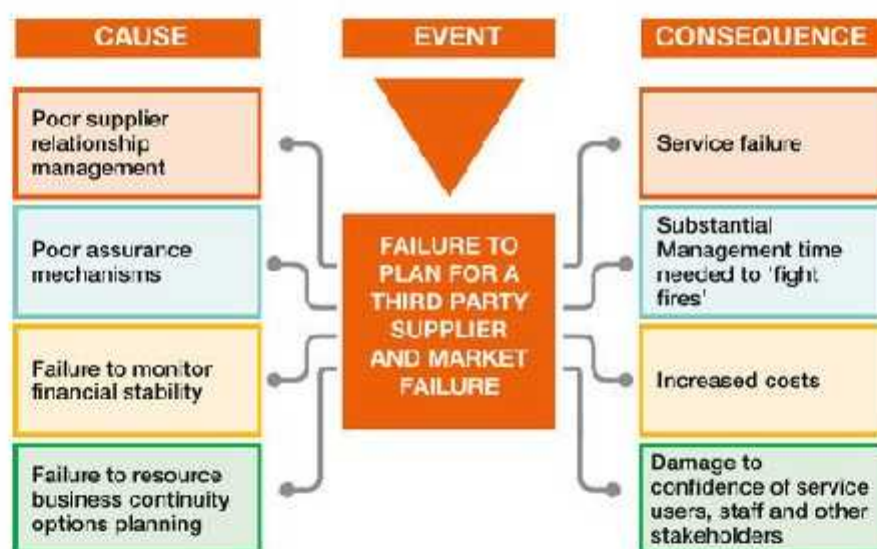 CAUSE
EVENT
CONSEQUENCE
Poor supplier
relationship
management
Poor assurance
mechanisms
Failure to monitor
financial stability
Failure to resource
business continuity
options planning
FAILURE TO
PLAN FOR A
THIRD PARTY
SUPPLIER
AND MARKET
FAILURE
Service failure
Substantial
Management time
needed to 'fight
fires'
Increased costs
Damage to
confidence of service
users, staff and other
stakeholders